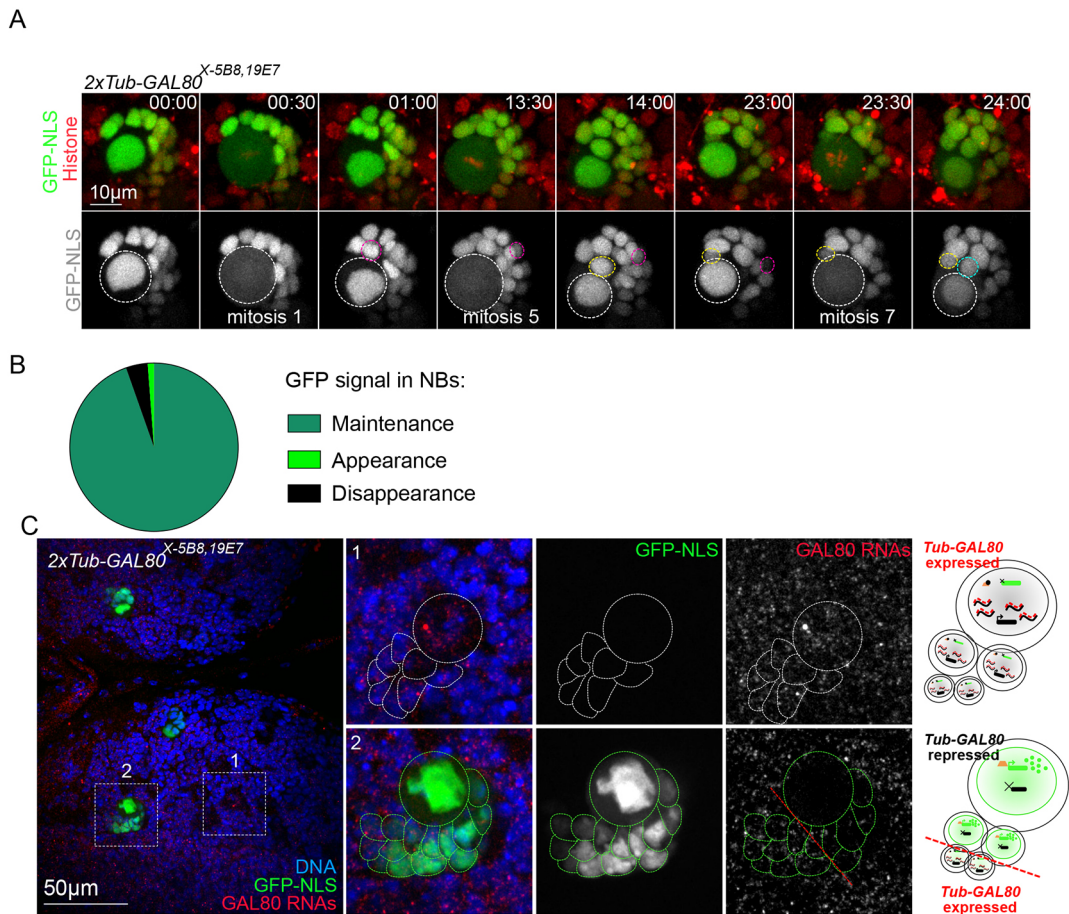 A
2xTub-GAL80 X-5B8,19E7
GFP-NLS Histone
00:00 00:30 01:00 13:30 14:00 23:00 23:30 24:00
10µm
GFP-NLS
mitosis 1 mitosis 5 mitosis 7
B
GFP signal in NBs:
Maintenance
Appearance
Disappearance
C
2xTub-GAL80 X-5B8,19E7
1 GFP-NLS GAL80 RNAs
Tub-GAL80
expressed
2 1
2
Tub-GAL80
repressed
DNA
GFP-NLS
GAL80 RNAs
50µm
Tub-GAL80
expressed